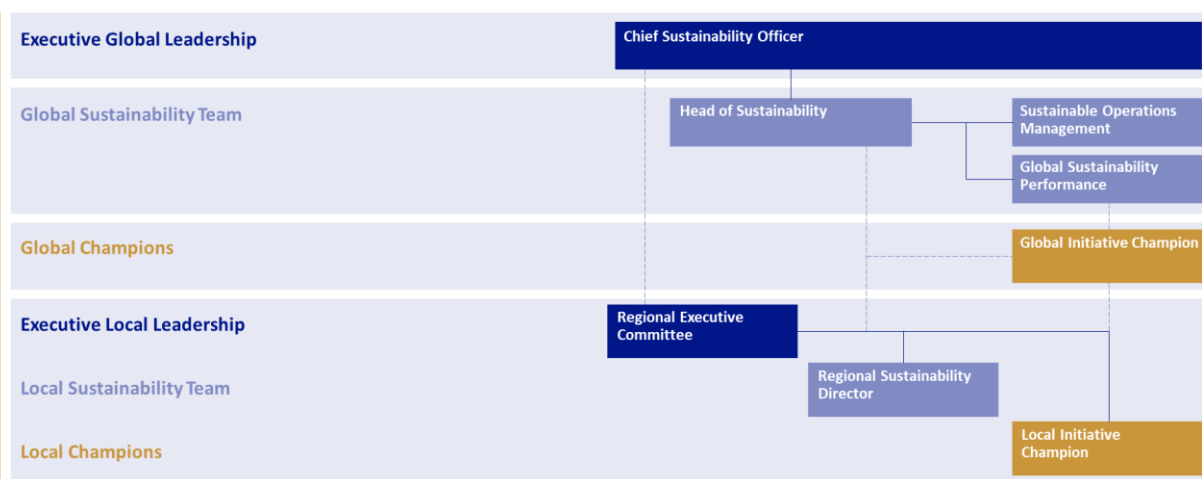 Executive Global Leadership
Chief Sustainability Officer
Global Sustainability Team
Head of Sustainability
Sustainable Operations
Management
Global Sustainability
Performance
Global Champions
Global Initiative Champion
Executive Local Leadership
Regional Executive
Committee
Local Sustainability Team
Regional Sustainability
Director
Local Champions
Local Initiative
Champion